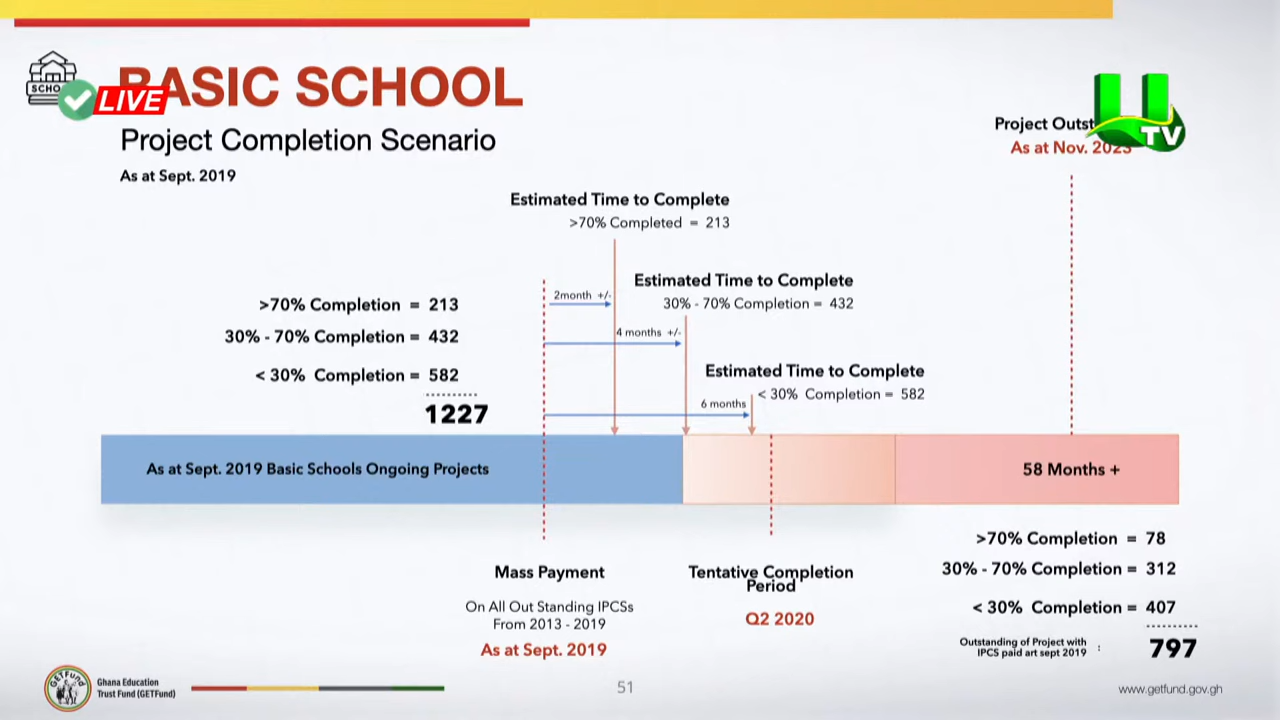 SCHO
LIVE
BASIC SCHOOL
Project Completion Scenario
As at Sept. 2019
U
TV
Project
As at Nov. 2023
Estimated Time to Complete
>70% Completed = 213
Estimated Time to Complete
30% - 70% Completion = 432
Estimated Time to Complete
< 30% Completion = 582
2month +/-
4 months +/-
6 months
>70% Completion = 213
30% - 70% Completion = 432
< 30% Completion = 582
1227
As at Sept. 2019 Basic Schools Ongoing Projects
58 Months +
Mass Payment
On All Out Standing IPCSs
From 2013 - 2019
As at Sept. 2019
Tentative Completion
Period
Q2 2020
>70% Completion = 78
30% - 70% Completion = 312
< 30% Completion = 407
Outstanding of Project with
IPCS paid art sept 2019 :
797
GETFund
Ghana Education
Trust Fund (GETFund)
51
www.getfund.gov.gh